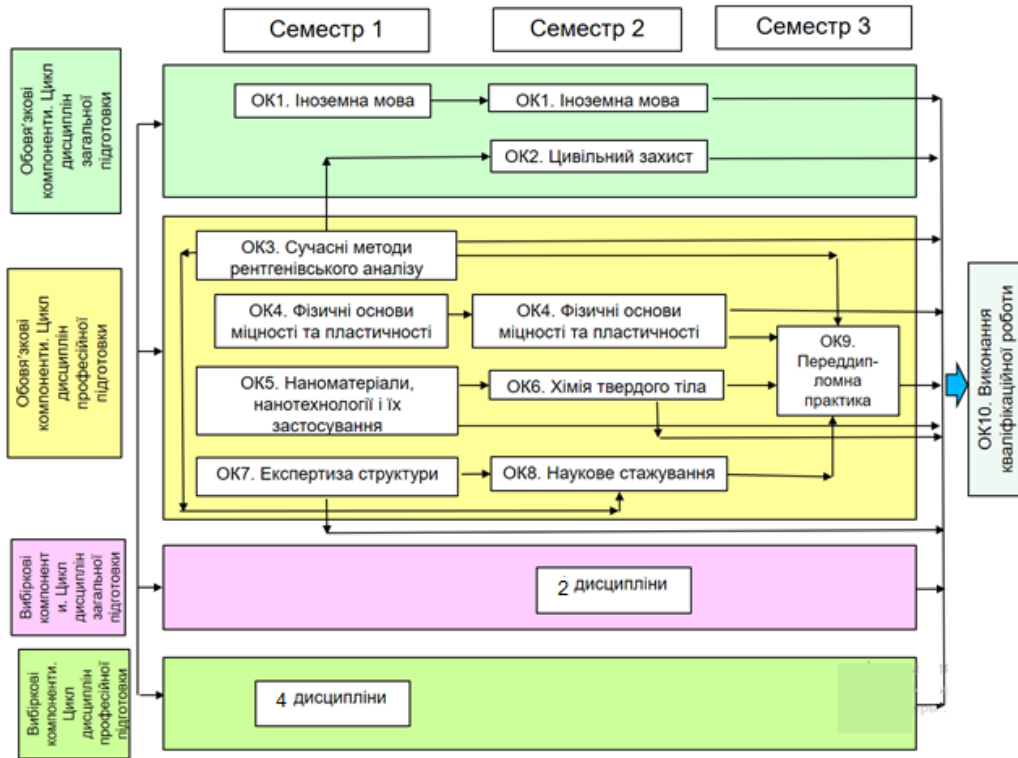 Семестр 1
Семестр 2
Семестр 3
Обовя'зкові
компоненти. Цикл
дисциплін
загальної
підготовки
ОК1. Іноземна мова
ОК1. Іноземна мова
ОК2. Цивільний захист
Обовя'зкові
компоненти. Цикл
дисциплін
професійної
підготовки
ОК3. Сучасні методи
рентгенівського аналізу
ОК4. Фізичні основи
міцності та пластичності
ОК4. Фізичні основи
міцності та пластичності
ОК5. Наноматеріали,
нанотехнології і їх
застосування
ОК6. Хімія твердого тіла
ОК7. Експертиза структури
ОК8. Наукове стажування
ОК9.
Переддип-
ломна
практика
ОК10. Виконання
кваліфікаційної роботи
Вибіркові
компонент
и. Цикл
дисциплін
загальної
підготовки
2 дисципліни
Вибіркові
компоненти.
Цикл
дисциплін
професійної
підготовки
4 дисципліни